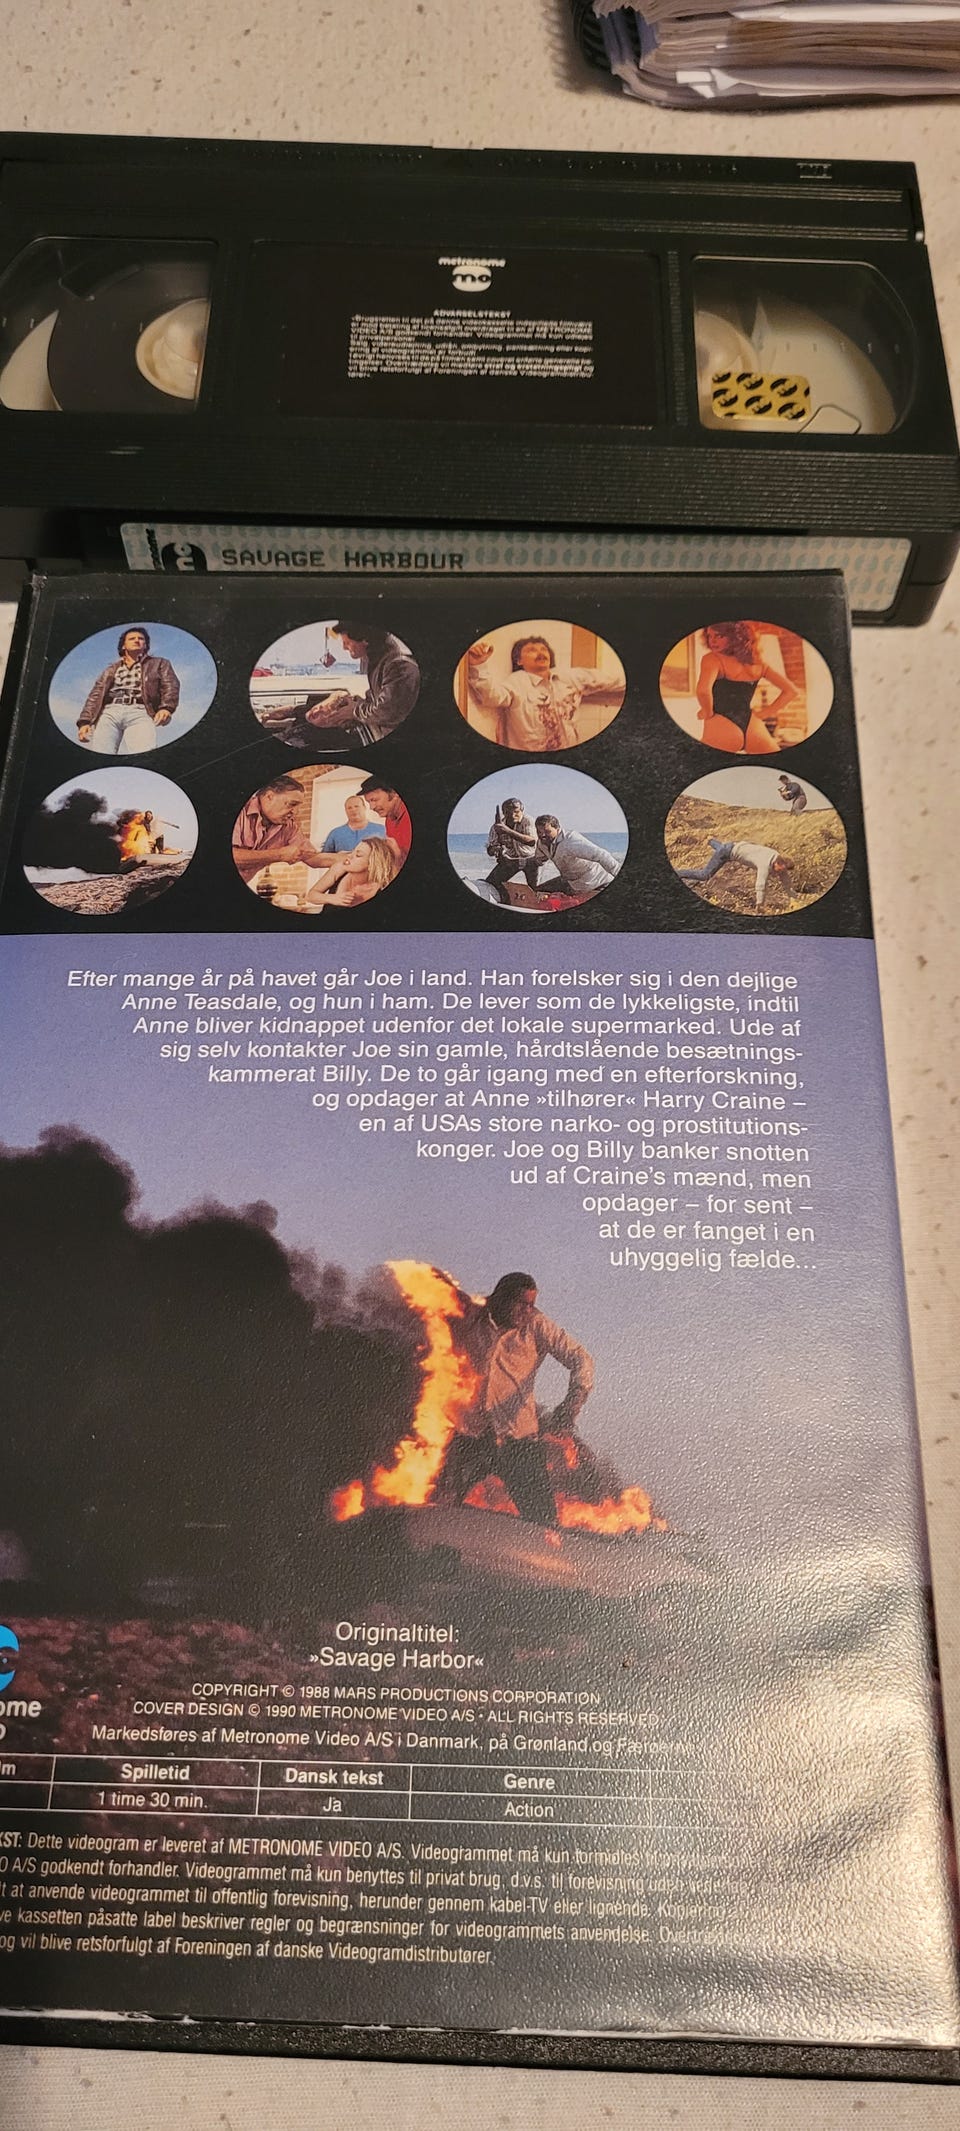 metronome
mo
ADVARSELSTEKST
SAVAGE HARBOUR
Efter mange år på havet går Joe i land. Han forelsker sig i den dejlige
Anne Teasdale, og hun i ham. De lever som de lykkeligste, indtil
Anne bliver kidnappet udenfor det lokale supermarked. Ude af
sig selv kontakter Joe sin gamle, hårdtslående besætnings-
kammerat Billy. De to går igang med en efterforskning,
og opdager at Anne »tilhører« Harry Craine –
en af USAs store narko- og prostitutions-
konger. Joe og Billy banker snotten
ud af Craine's mænd, men
opdager – for sent –
at de er fanget i en
uhyggelig fælde...
Originaltitel:
»Savage Harbor«
COPYRIGHT © 1988 MARS PRODUCTIONS CORPORATION
COVER DESIGN © 1990 METRONOME VIDEO A/S - ALL RIGHTS RESERVED
Markedsføres af Metronome Video A/S i Danmark, på Grønland og
Spilletid Dansk tekst Genre
1 time 30 min. Ja Action
Dette videogram er leveret af METRONOME VIDEO A/S. Videogrammet må kun formidles
A/S godkendt forhandler. Videogrammet må kun benyttes til privat brug, d.v.s. til forevisning
at anvende videogrammet til offentlig forevisning, herunder gennem kabel-TV eller lignende.
kassetten påsatte label beskriver regler og begrænsninger for videogrammets anvendelse.
og vil blive retsforfulgt af Foreningen af danske Videogramdistributører.